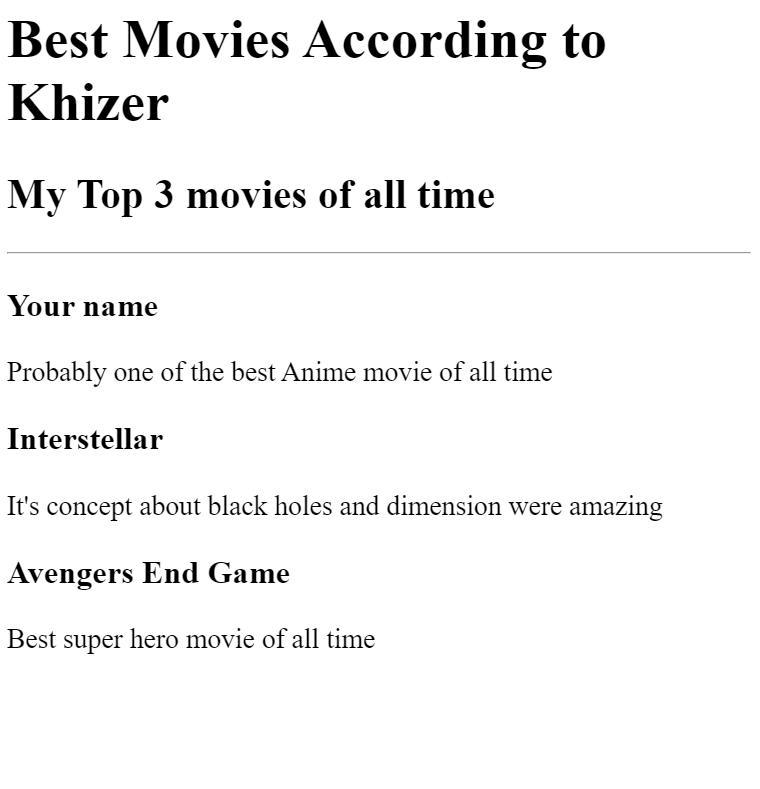 Best Movies According to
Khizer
My Top 3 movies of all time
Your name
Probably one of the best Anime movie of all time
Interstellar
It's concept about black holes and dimension were amazing
Avengers End Game
Best super hero movie of all time